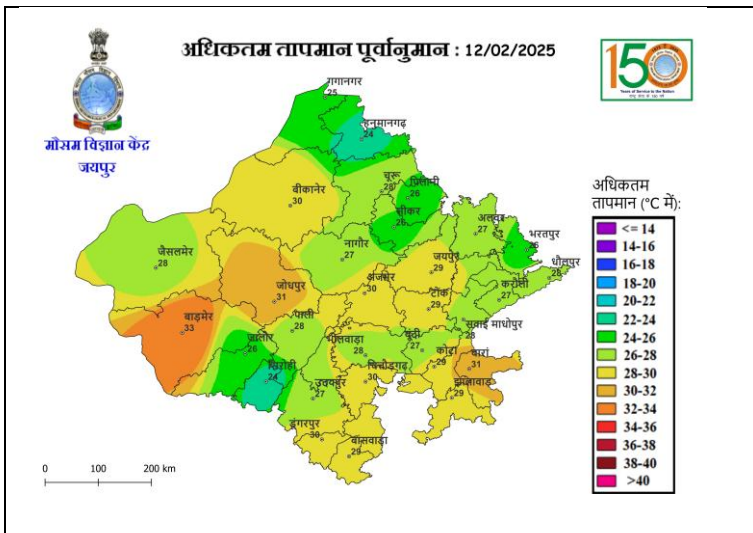 अधिकतम तापमान पूर्वानुमान : 12/02/2025
150
Years of Service to the Nation
मौसम विज्ञान केंद्र
जयपुर
गंगानगर
25
हनुमानगढ़
24
चूरू
28
पिलानी
26
बीकानेर
30
सीकर
26
अलवर
27
भरतपुर
26
धौलपुर
28
जैसलमेर
28
नागौर
27
जयपुर
29
करौली
27
अजमेर
30
जोधपुर
31
टोंक
29
बाड़मेर
33
पाली
28
सवाई माधोपुर
28
जालौर
26
भीलवाड़ा
28
बूंदी
27
कोटा
29
बारां
31
सिरोही
24
चित्तौड़गढ़
30
उदयपुर
27
झालावाड़
29
डूंगरपुर
30
बाँसवाड़ा
29
0 100 200 km
अधिकतम
तापमान (°C में):
<= 14
14-16
16-18
18-20
20-22
22-24
24-26
26-28
28-30
30-32
32-34
34-36
36-38
38-40
>40